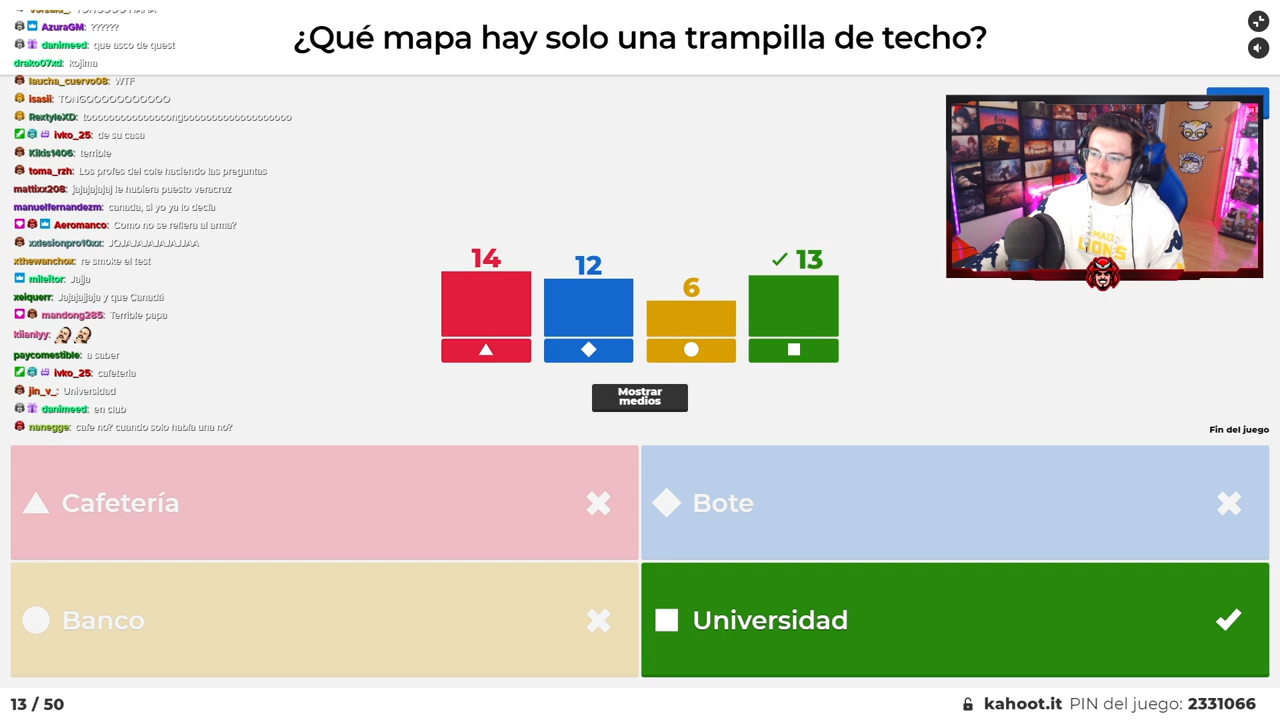 ¿Qué mapa hay solo una trampilla de techo?
AzuraGM: ??????
danimeed: que asco de quest
drako07xd: kojima
laucha_cuervo08: WTF
isasii: TONGOOOOOOOOOOO
RextyleXD: tooooooooooooongooooooooooooooooooo
ivko_25: de su casa
Kikis1406: terrible
toma_rzh: Los profes del cole haciendo las preguntas
mattixx208: jajajajajaj le hubiera puesto veracruz
manuelfernandezm: canada, si yo ya lo decía
Aeromanco: Como no se refiera al arma?
xxlesionpro10xx: JOJAJAJAJAJAJAA
xthewanchox: re smoke el test
mileitor: Jajja
xeiquerr: Jajajajjaja y que Canadá
mandong285: Terrible papa
kiianlyy:
paycomestible: a saber
ivko_25: cafeteria
jin_v_: Universidad
danimeed: en club
nanegge: cafe no? cuando solo había una no?
14
12
6
13
Mostrar
medios
Fin del juego
Cafetería
Bote
Banco
Universidad
13 / 50
kahoot.it PIN del juego: 2331066